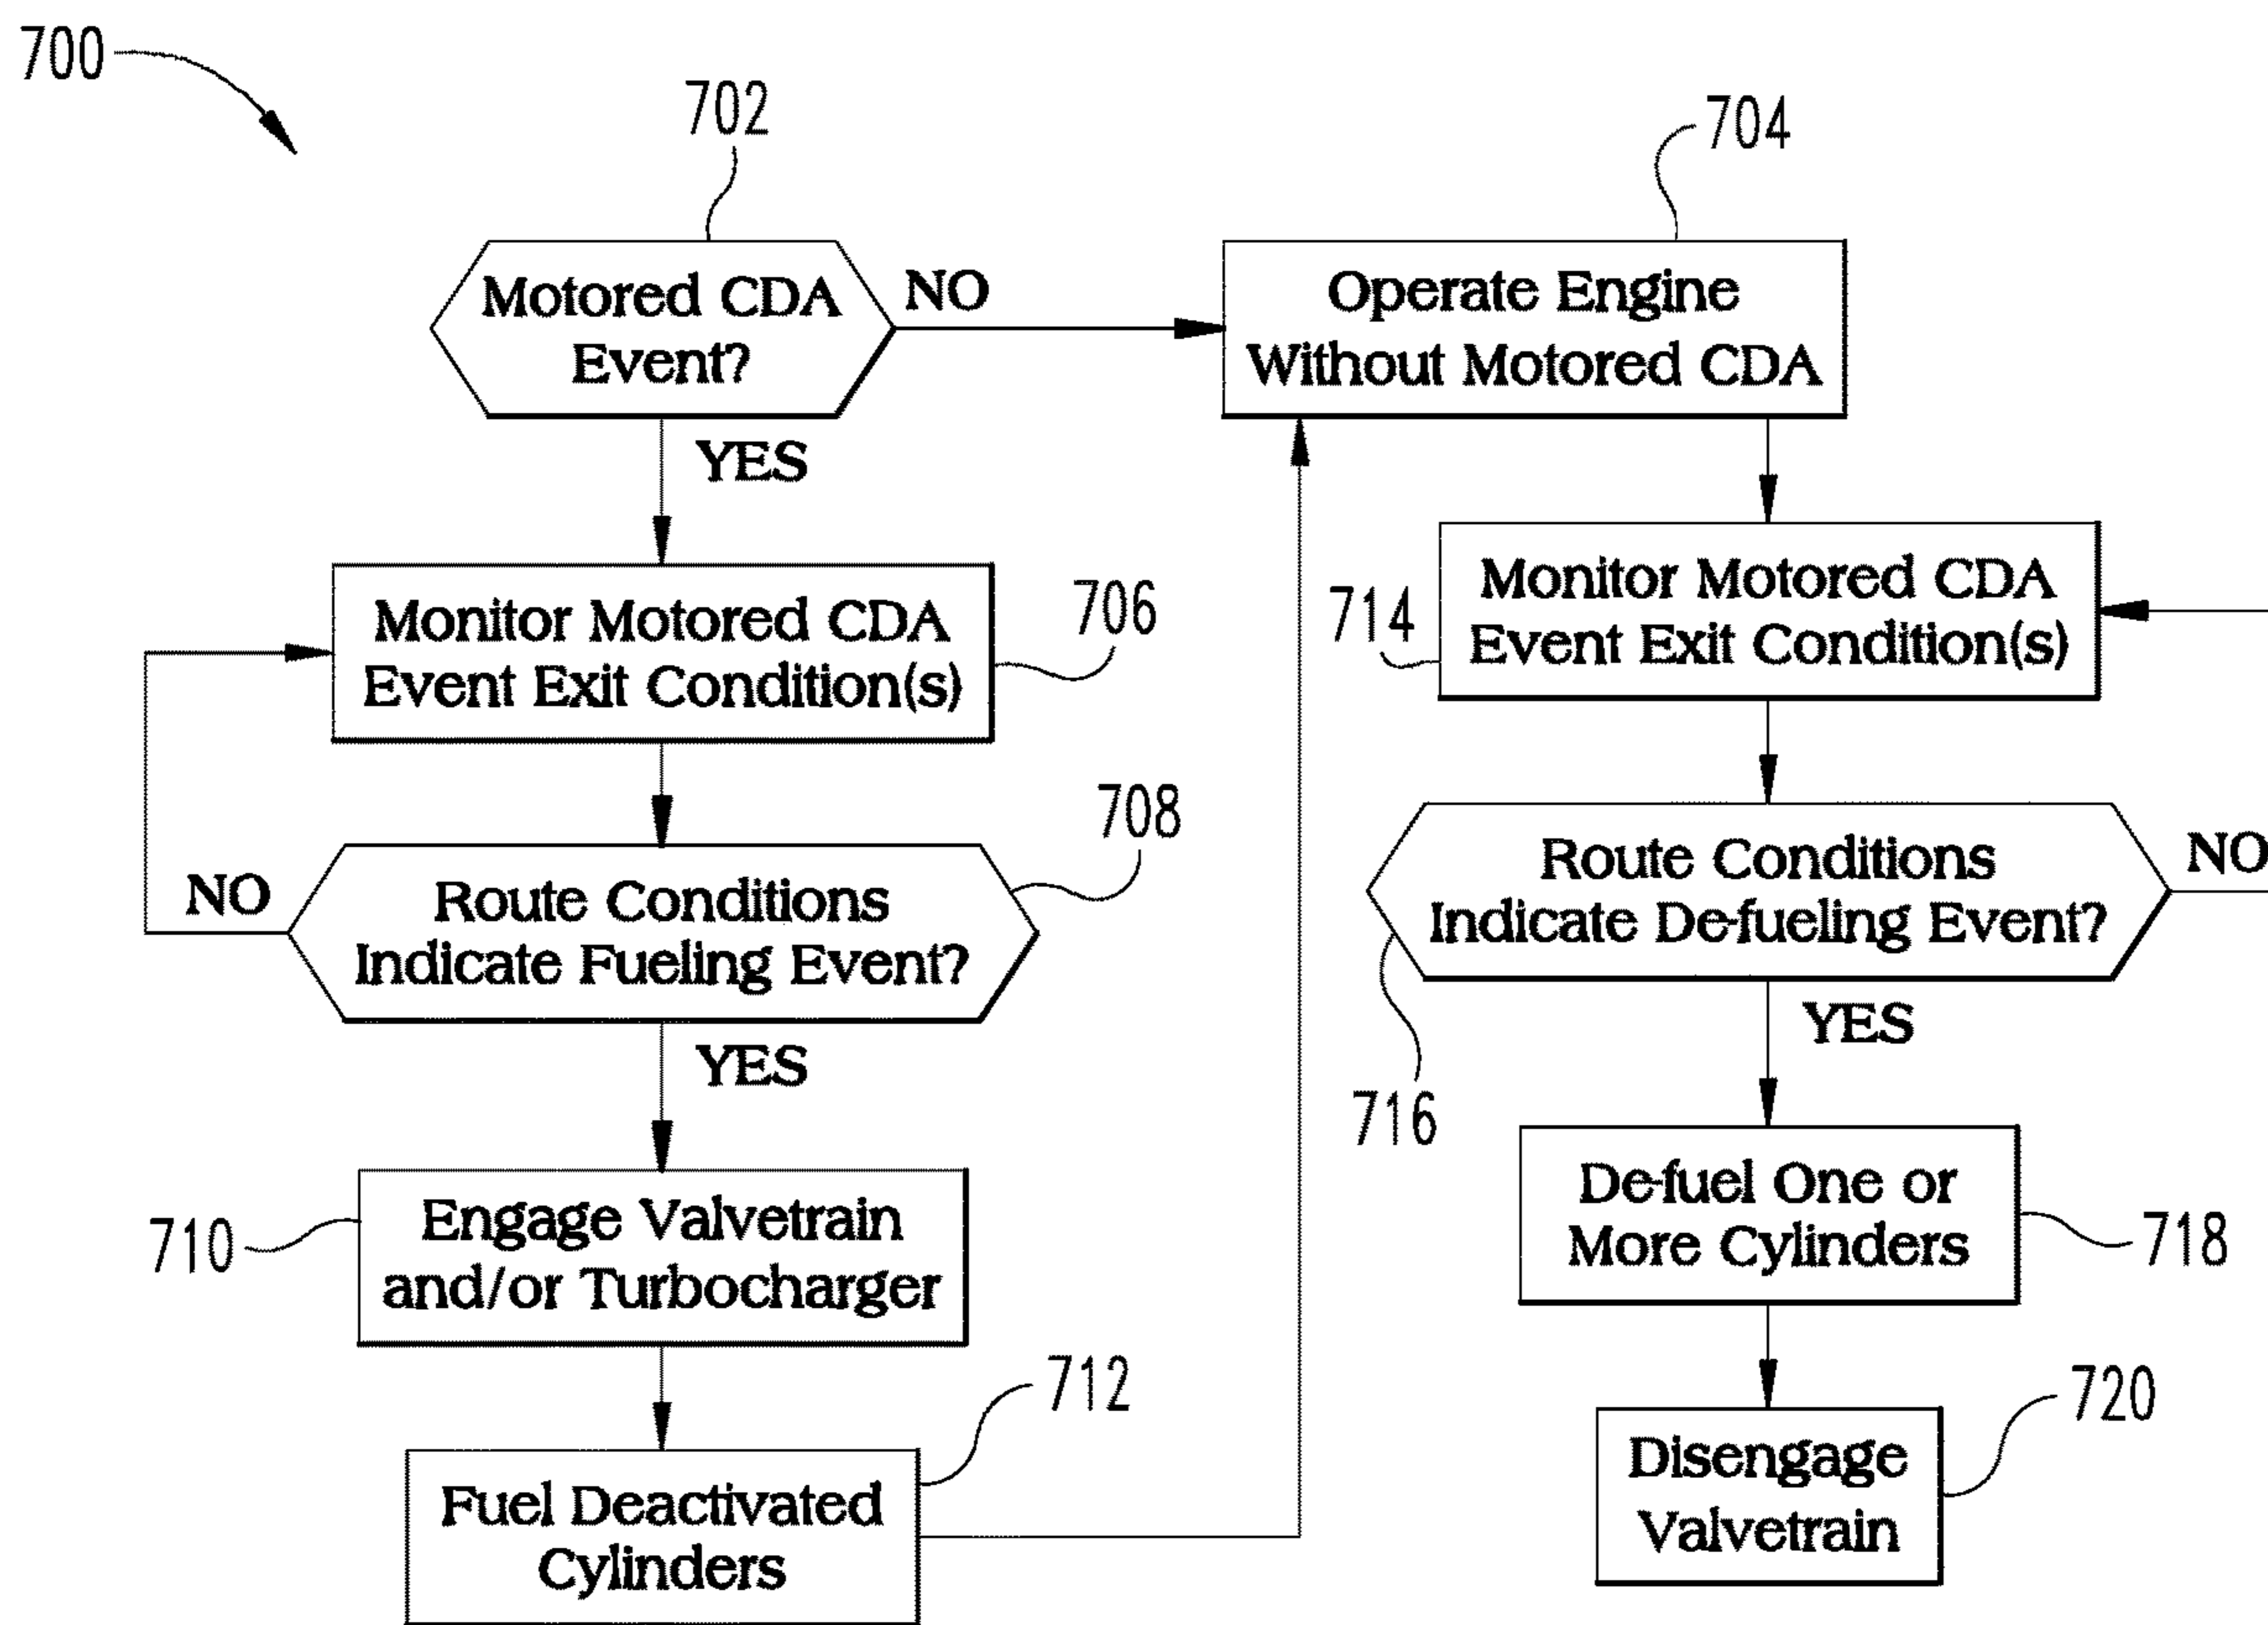 700
702
704
Motored CDA
Event?
NO
Operate Engine
Without Motored CDA
YES
Monitor Motored CDA
Event Exit Condition(s)
706
714
Monitor Motored CDA
Event Exit Condition(s)
708
NO
Route Conditions
Indicate Fueling Event?
Route Conditions
Indicate De-fueling Event?
NO
YES
YES
716
710
Engage Valvetrain
and/or Turbocharger
De-fuel One or
More Cylinders
718
712
Fuel Deactivated
Cylinders
720
Disengage
Valvetrain